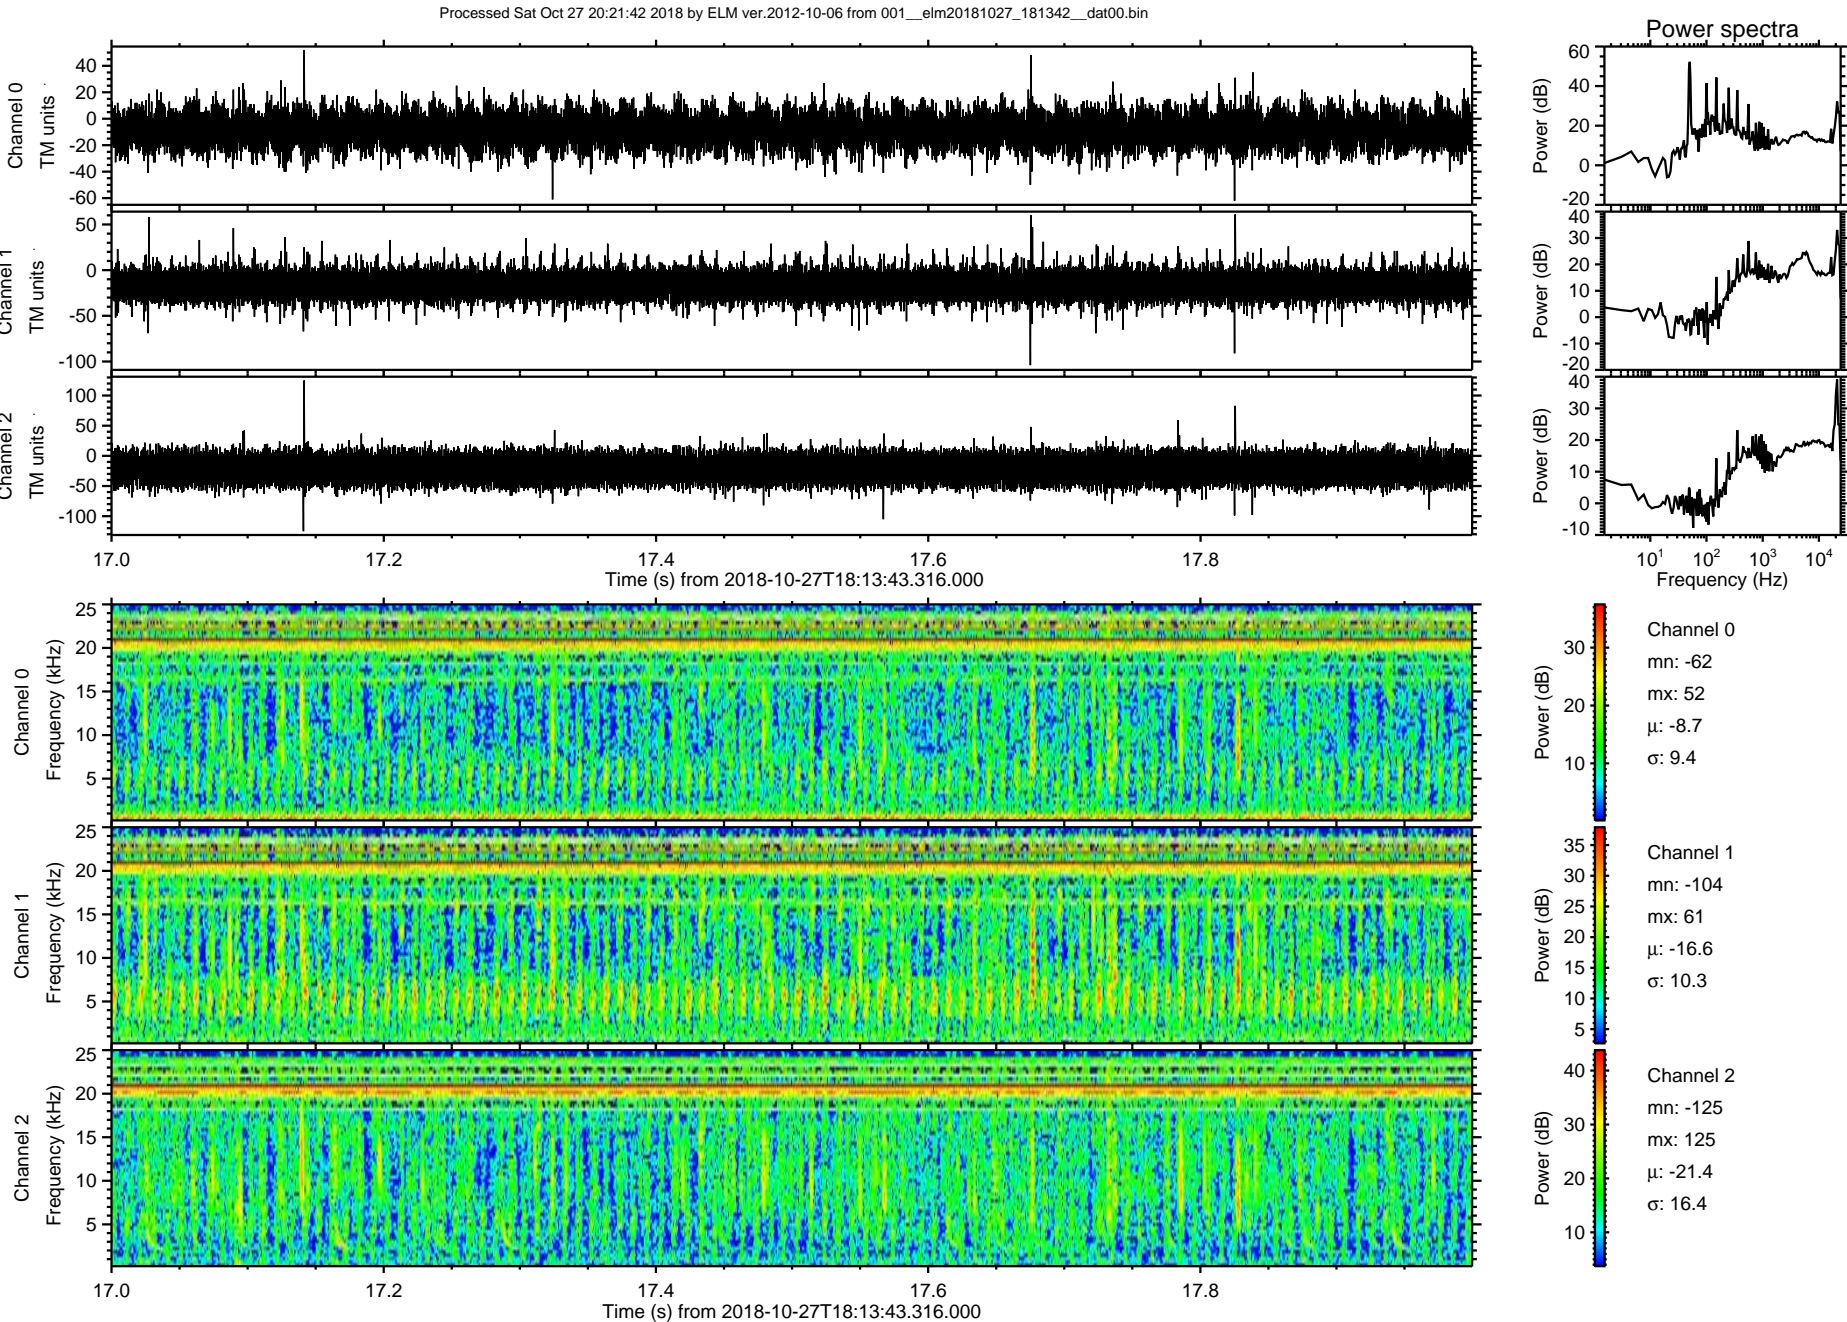 Processed Sat Oct 27 20:21:42 2018 by ELM ver.2012-10-06 from 001__elm20181027_181342__dat00.bin
Power spectra
Channel 0
TM units
40
20
0
-20
-40
-60
Power (dB)
60
40
20
0
-20
Channel 1
TM units
50
0
-50
-100
Power (dB)
40
30
20
10
0
-10
-20
Channel 2
TM units
100
50
0
-50
-100
Power (dB)
40
30
20
10
0
-10
17.0 17.2 17.4 17.6 17.8
Time (s) from 2018-10-27T18:13:43.316.000
10^1 10^2 10^3 10^4
Frequency (Hz)
Channel 0
Frequency (kHz)
25
20
15
10
5
Power (dB)
30
20
10
Channel 0
mn: -62
mx: 52
μ: -8.7
σ: 9.4
Channel 1
Frequency (kHz)
25
20
15
10
5
Power (dB)
35
30
25
20
15
10
5
Channel 1
mn: -104
mx: 61
μ: -16.6
σ: 10.3
Channel 2
Frequency (kHz)
25
20
15
10
5
Power (dB)
40
30
20
10
Channel 2
mn: -125
mx: 125
μ: -21.4
σ: 16.4
17.0 17.2 17.4 17.6 17.8
Time (s) from 2018-10-27T18:13:43.316.000